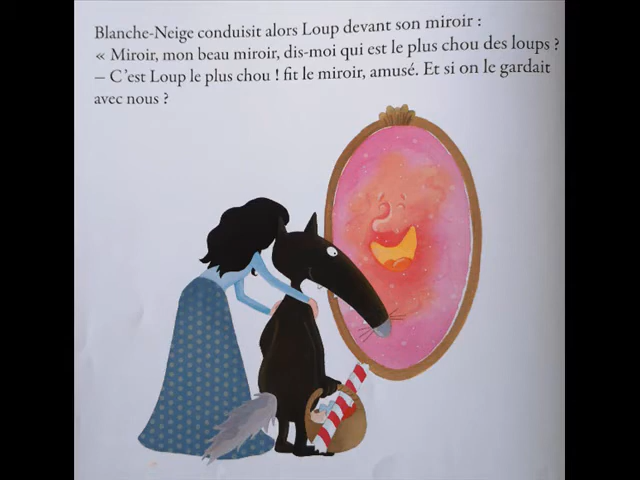 Blanche-Neige conduisit alors Loup devant son miroir :
« Miroir, mon beau miroir, dis-moi qui est le plus chou des loups ?
– C'est Loup le plus chou ! fit le miroir, amusé. Et si on le gardait
avec nous ?